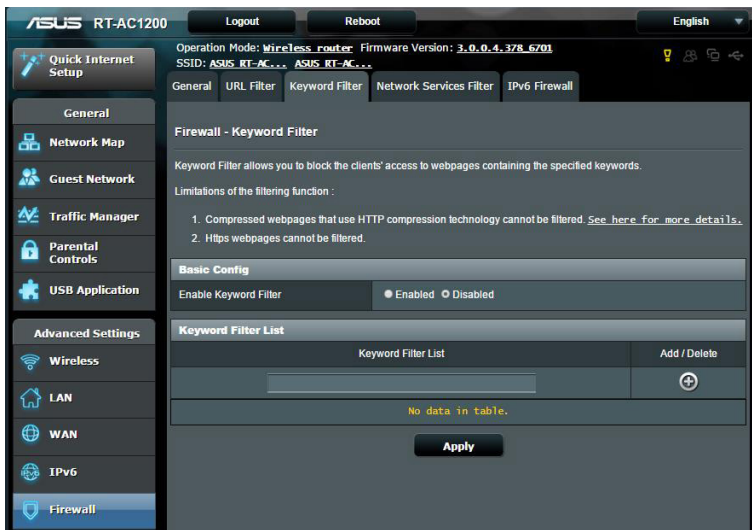 ASUS RT-AC1200
Logout
Reboot
English
Quick Internet
Setup
Operation Mode: Wireless router Firmware Version: 3.0.0.4.378_6701
SSID: ASUS RT-AC... ASUS RT-AC...
General
URL Filter
Keyword Filter
Network Services Filter
IPv6 Firewall
General
Network Map
Guest Network
Traffic Manager
Parental
Controls
USB Application
Advanced Settings
Wireless
LAN
WAN
IPv6
Firewall
Firewall - Keyword Filter
Keyword Filter allows you to block the clients' access to webpages containing the specified keywords.
Limitations of the filtering function :
1. Compressed webpages that use HTTP compression technology cannot be filtered. See here for more details.
2. Https webpages cannot be filtered.
Basic Config
Enable Keyword Filter
Enabled Disabled
Keyword Filter List
Keyword Filter List
Add / Delete
No data in table.
Apply